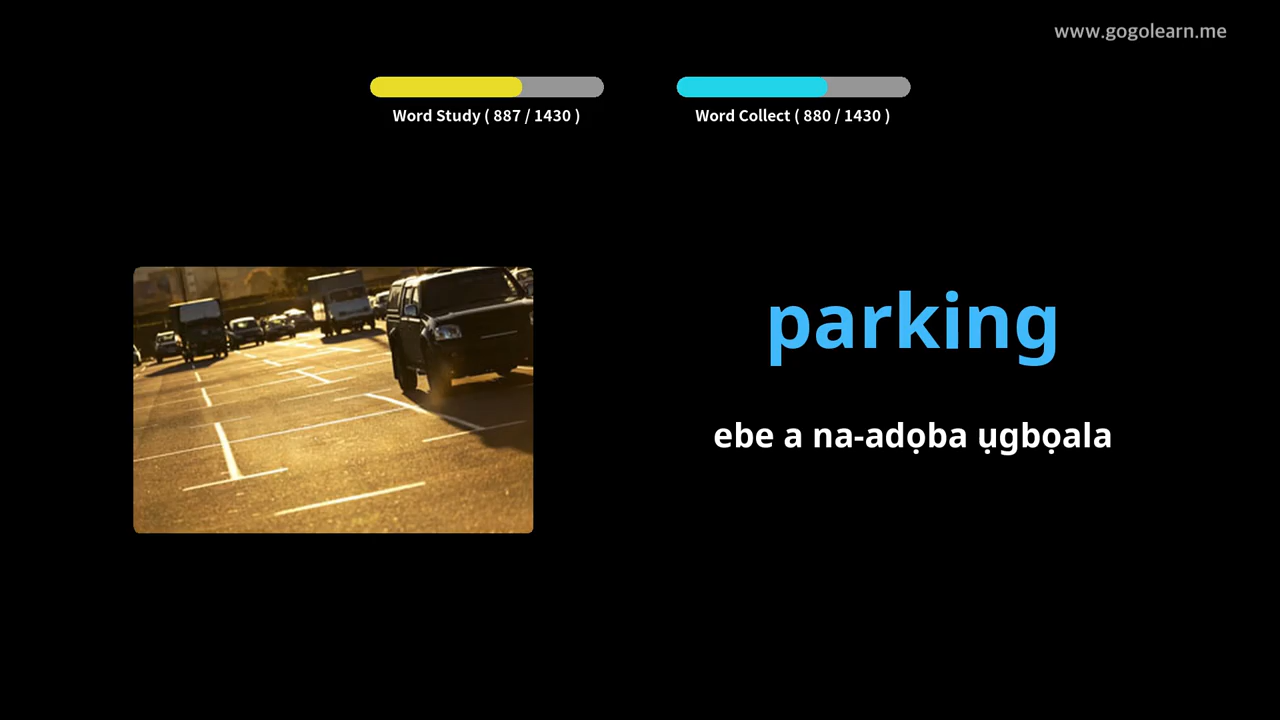 www.gogolearn.me
Word Study ( 887 / 1430 )
Word Collect ( 880 / 1430 )
parking
ebe a na-adọba ụgbọala